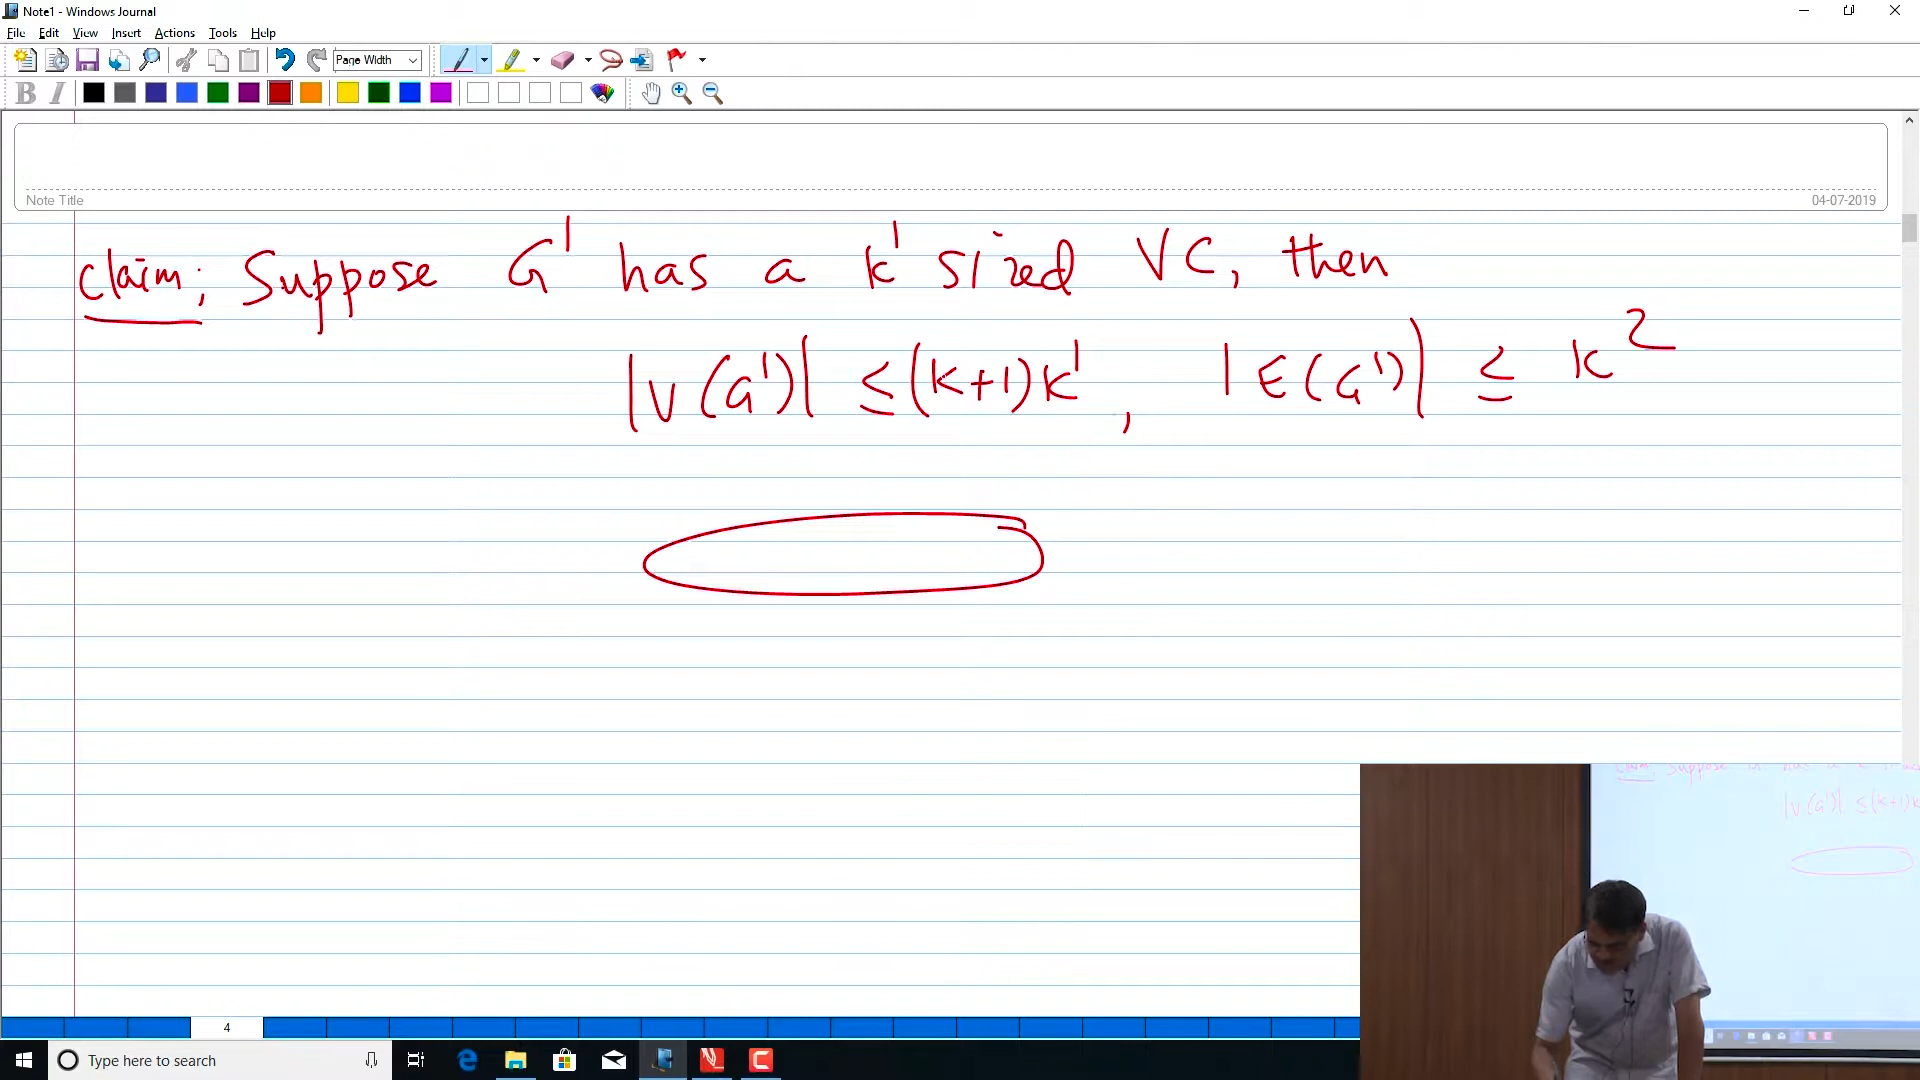 Note1 - Windows Journal
File Edit View Insert Actions Tools Help
Page Width
B I
Note Title
04-07-2019
Claim; Suppose G' has a k' sized VC, then
|V(G')| ≤ (k+1)k', |E(G')| ≤ k²
4
Type here to search